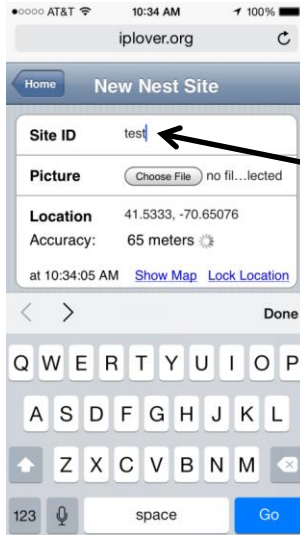 AT&T 10:34 AM 100%
iplover.org
Home New Nest Site
Site ID test
Picture Choose File no fil...lected
Location 41.5333, -70.65076
Accuracy: 65 meters
at 10:34:05 AM Show Map Lock Location
Done
Q W E R T Y U I O P
A S D F G H J K L
Z X C V B N M
123 space Go